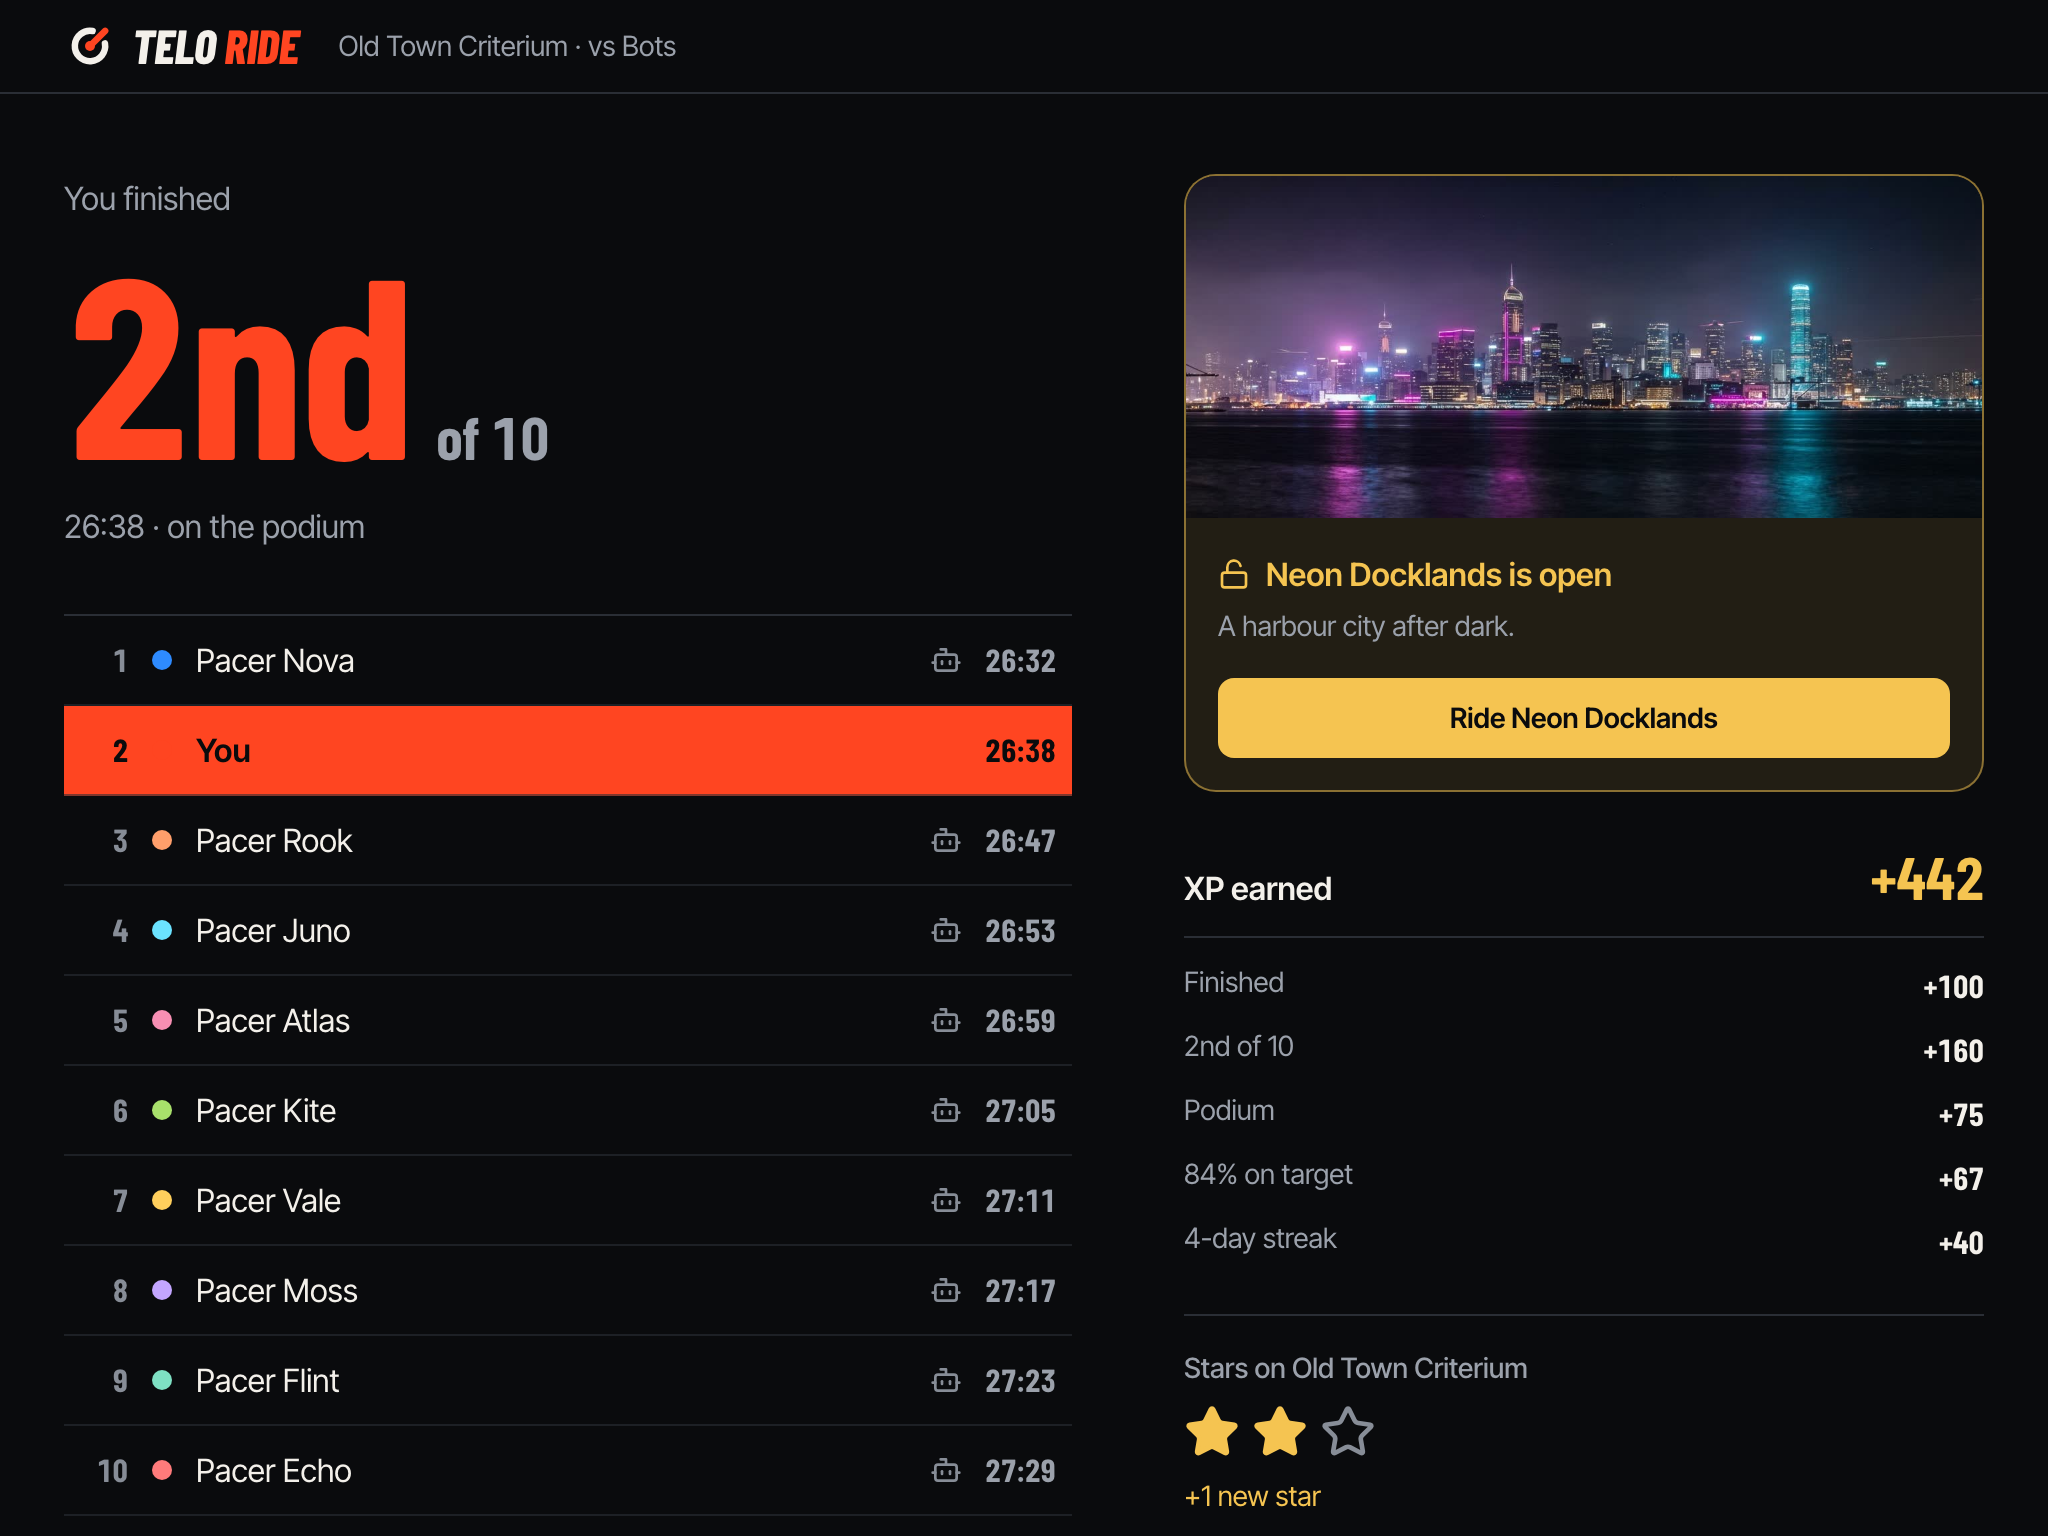 TELO RIDE Old Town Criterium · vs Bots
You finished
2nd of 10
26:38 · on the podium
1 Pacer Nova 26:32
2 You 26:38
3 Pacer Rook 26:47
4 Pacer Juno 26:53
5 Pacer Atlas 26:59
6 Pacer Kite 27:05
7 Pacer Vale 27:11
8 Pacer Moss 27:17
9 Pacer Flint 27:23
10 Pacer Echo 27:29
Neon Docklands is open
A harbour city after dark.
Ride Neon Docklands
XP earned +442
Finished +100
2nd of 10 +160
Podium +75
84% on target +67
4-day streak +40
Stars on Old Town Criterium
+1 new star